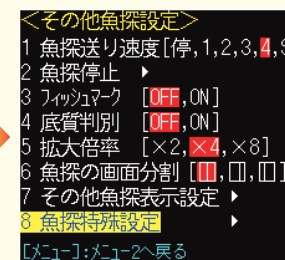 <その他魚探設定>
1 魚探送り速度[停,1,2,3,4,
2 魚探停止 ▶
3 フィッシュマーク [OFF,ON]
4 底質判別 [OFF,ON]
5 拡大倍率 [×2,×4,×8]
6 魚探の画面分割 [
7 その他魚探表示設定 ▶
8 魚探特殊設定 ▶
[メニュー]:メニュー2へ戻る